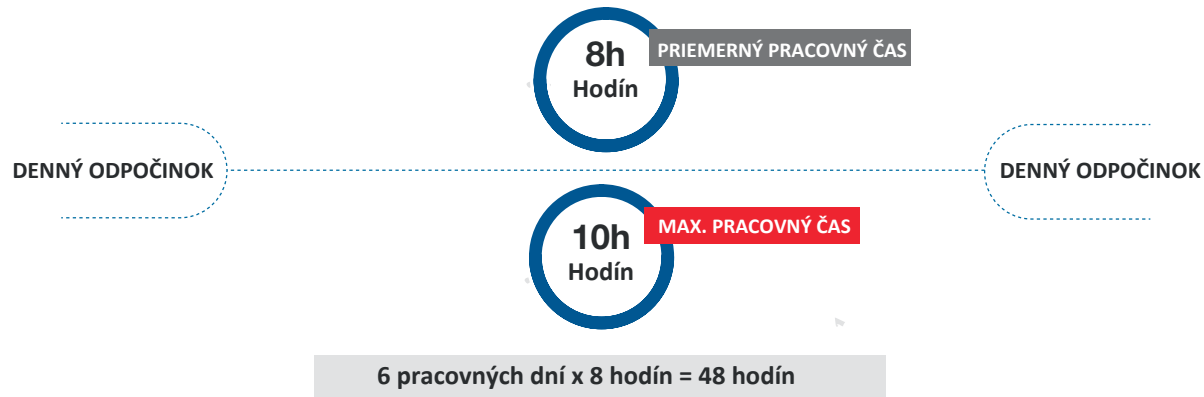 8h
Hodín
PRIEMERNÝ PRACOVNÝ ČAS
DENNÝ ODPOČINOK
DENNÝ ODPOČINOK
10h
Hodín
MAX. PRACOVNÝ ČAS
6 pracovných dní x 8 hodín = 48 hodín